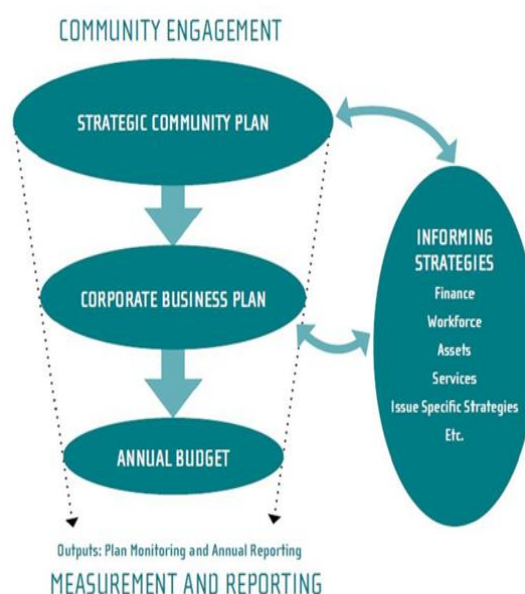 COMMUNITY ENGAGEMENT
STRATEGIC COMMUNITY PLAN
CORPORATE BUSINESS PLAN
ANNUAL BUDGET
INFORMING
STRATEGIES
Finance
Workforce
Assets
Services
Issue Specific Strategies
Etc.
Outputs: Plan Monitoring and Annual Reporting
MEASUREMENT AND REPORTING